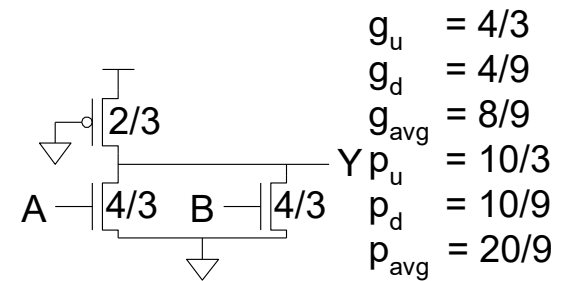 g_u = 4/3
g_d = 4/9
g_avg = 8/9
p_u = 10/3
p_d = 10/9
p_avg = 20/9
2/3
Y
A 4/3 B 4/3